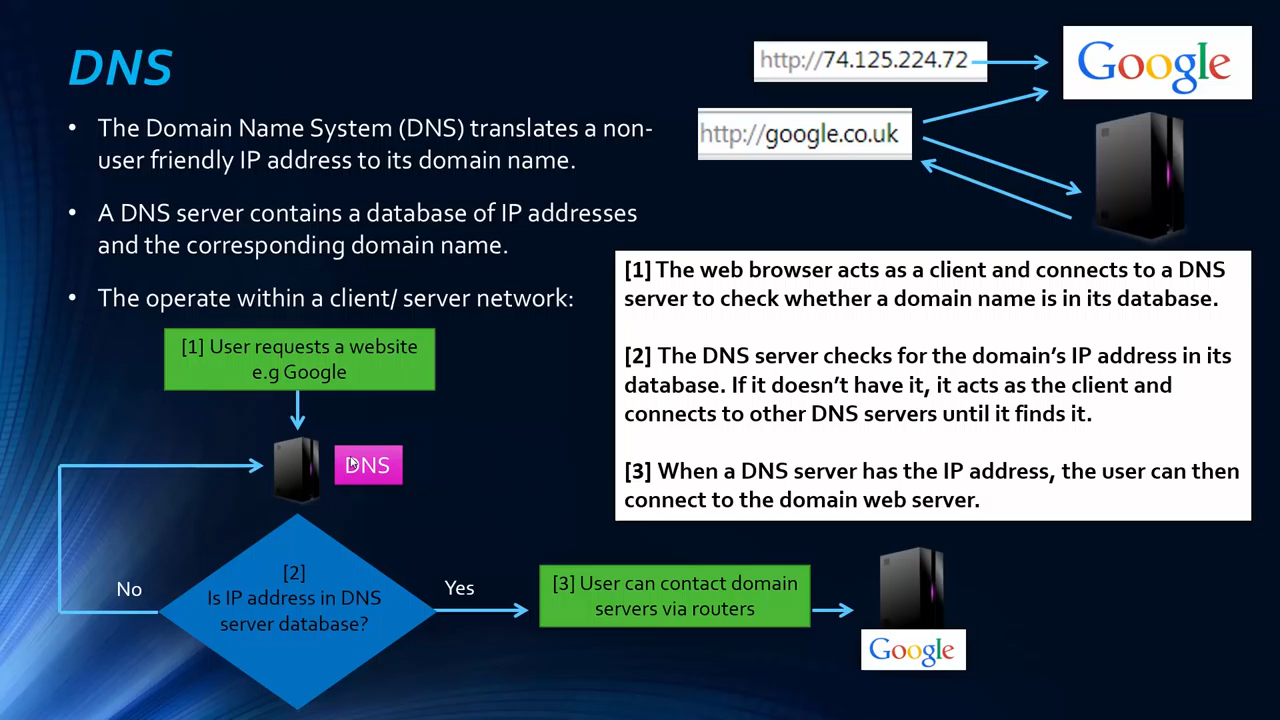 DNS
• The Domain Name System (DNS) translates a non-
user friendly IP address to its domain name.
• A DNS server contains a database of IP addresses
and the corresponding domain name.
• The operate within a client/ server network:
http://74.125.224.72
Google
http://google.co.uk
[1] The web browser acts as a client and connects to a DNS
server to check whether a domain name is in its database.
[2] The DNS server checks for the domain’s IP address in its
database. If it doesn’t have it, it acts as the client and
connects to other DNS servers until it finds it.
[3] When a DNS server has the IP address, the user can then
connect to the domain web server.
[1] User requests a website
e.g Google
DNS
[2]
Is IP address in DNS
server database?
No
Yes
[3] User can contact domain
servers via routers
Google